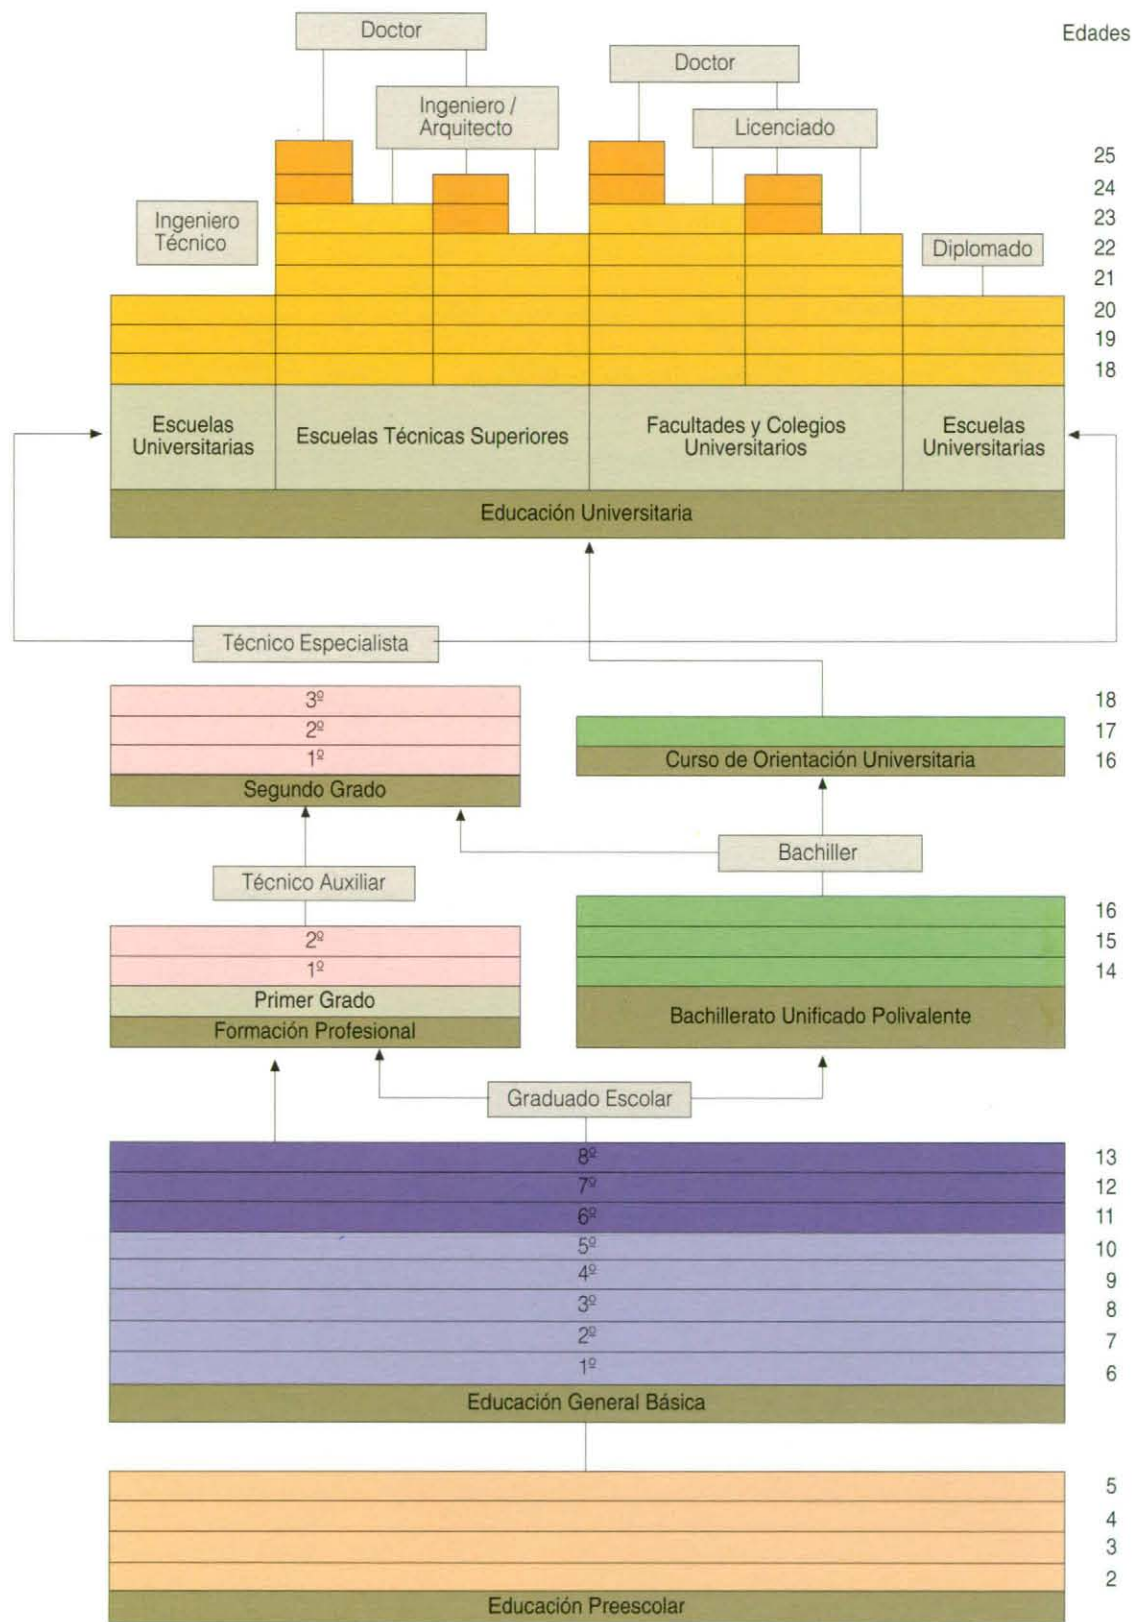 Edades
Doctor
Doctor
Ingeniero /
Arquitecto
Licenciado
25
24
Ingeniero
Técnico
23
Diplomado
22
21
20
19
18
Escuelas
Universitarias
Escuelas Técnicas Superiores
Facultades y Colegios
Universitarios
Escuelas
Universitarias
Educación Universitaria
Técnico Especialista
3º
18
2º
17
1º
Curso de Orientación Universitaria
16
Segundo Grado
Bachiller
Técnico Auxiliar
16
2º
15
1º
14
Primer Grado
Bachillerato Unificado Polivalente
Formación Profesional
Graduado Escolar
8º
13
7º
12
6º
11
5º
10
4º
9
3º
8
2º
7
1º
6
Educación General Básica
5
4
3
2
Educación Preescolar